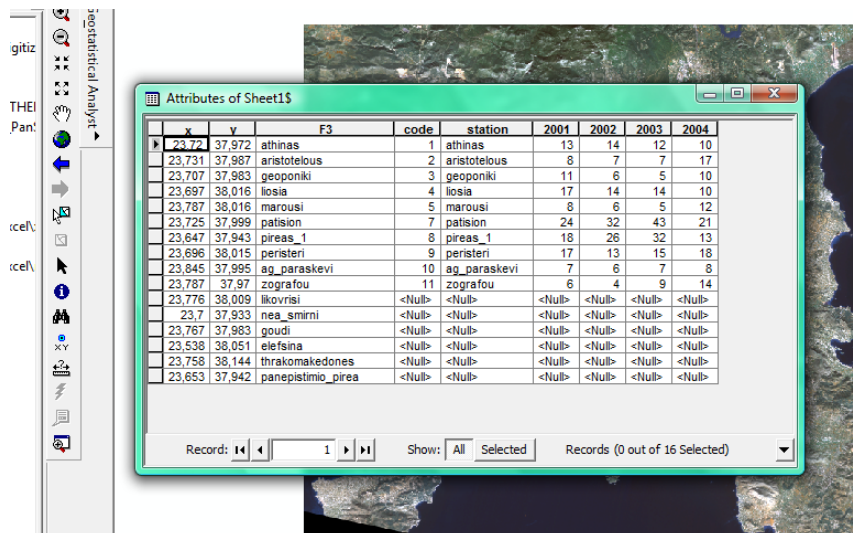 Geostatistical Analyst
igitiz
THEI
_Pan!
xcel\:
xcel\
Attributes of Sheet1$
x y F3 code station 2001 2002 2003 2004
23,72 37,972 athinas 1 athinas 13 14 12 10
23,731 37,987 aristotelous 2 aristotelous 8 7 7 17
23,707 37,983 geoponiki 3 geoponiki 11 6 5 10
23,697 38,016 liosia 4 liosia 17 14 14 10
23,787 38,016 marousi 5 marousi 8 6 5 12
23,725 37,999 patision 7 patision 24 32 43 21
23,647 37,943 pireas_1 8 pireas_1 18 26 32 13
23,696 38,015 peristeri 9 peristeri 17 13 15 18
23,845 37,995 ag_paraskevi 10 ag_paraskevi 7 6 7 8
23,787 37,97 zografou 11 zografou 6 4 9 14
23,776 38,009 likovrisi <Null> <Null> <Null> <Null> <Null> <Null>
23,7 37,933 nea_smirni <Null> <Null> <Null> <Null> <Null> <Null>
23,767 37,983 goudi <Null> <Null> <Null> <Null> <Null> <Null>
23,538 38,051 elefsina <Null> <Null> <Null> <Null> <Null> <Null>
23,758 38,144 thrakomakedones <Null> <Null> <Null> <Null> <Null> <Null>
23,653 37,942 panepistimio_pirea <Null> <Null> <Null> <Null> <Null> <Null>
Record: 1 Show: All Selected Records (0 out of 16 Selected)
XY